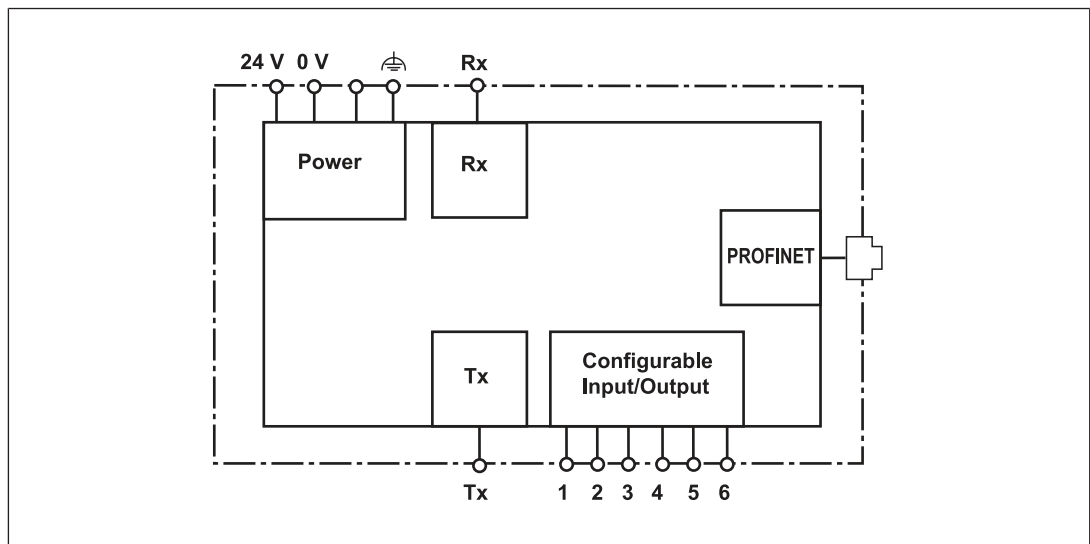 24 V 0 V
Rx
Power
Rx
PROFINET
Tx
Configurable
Input/Output
Tx
1 2 3 4 5 6